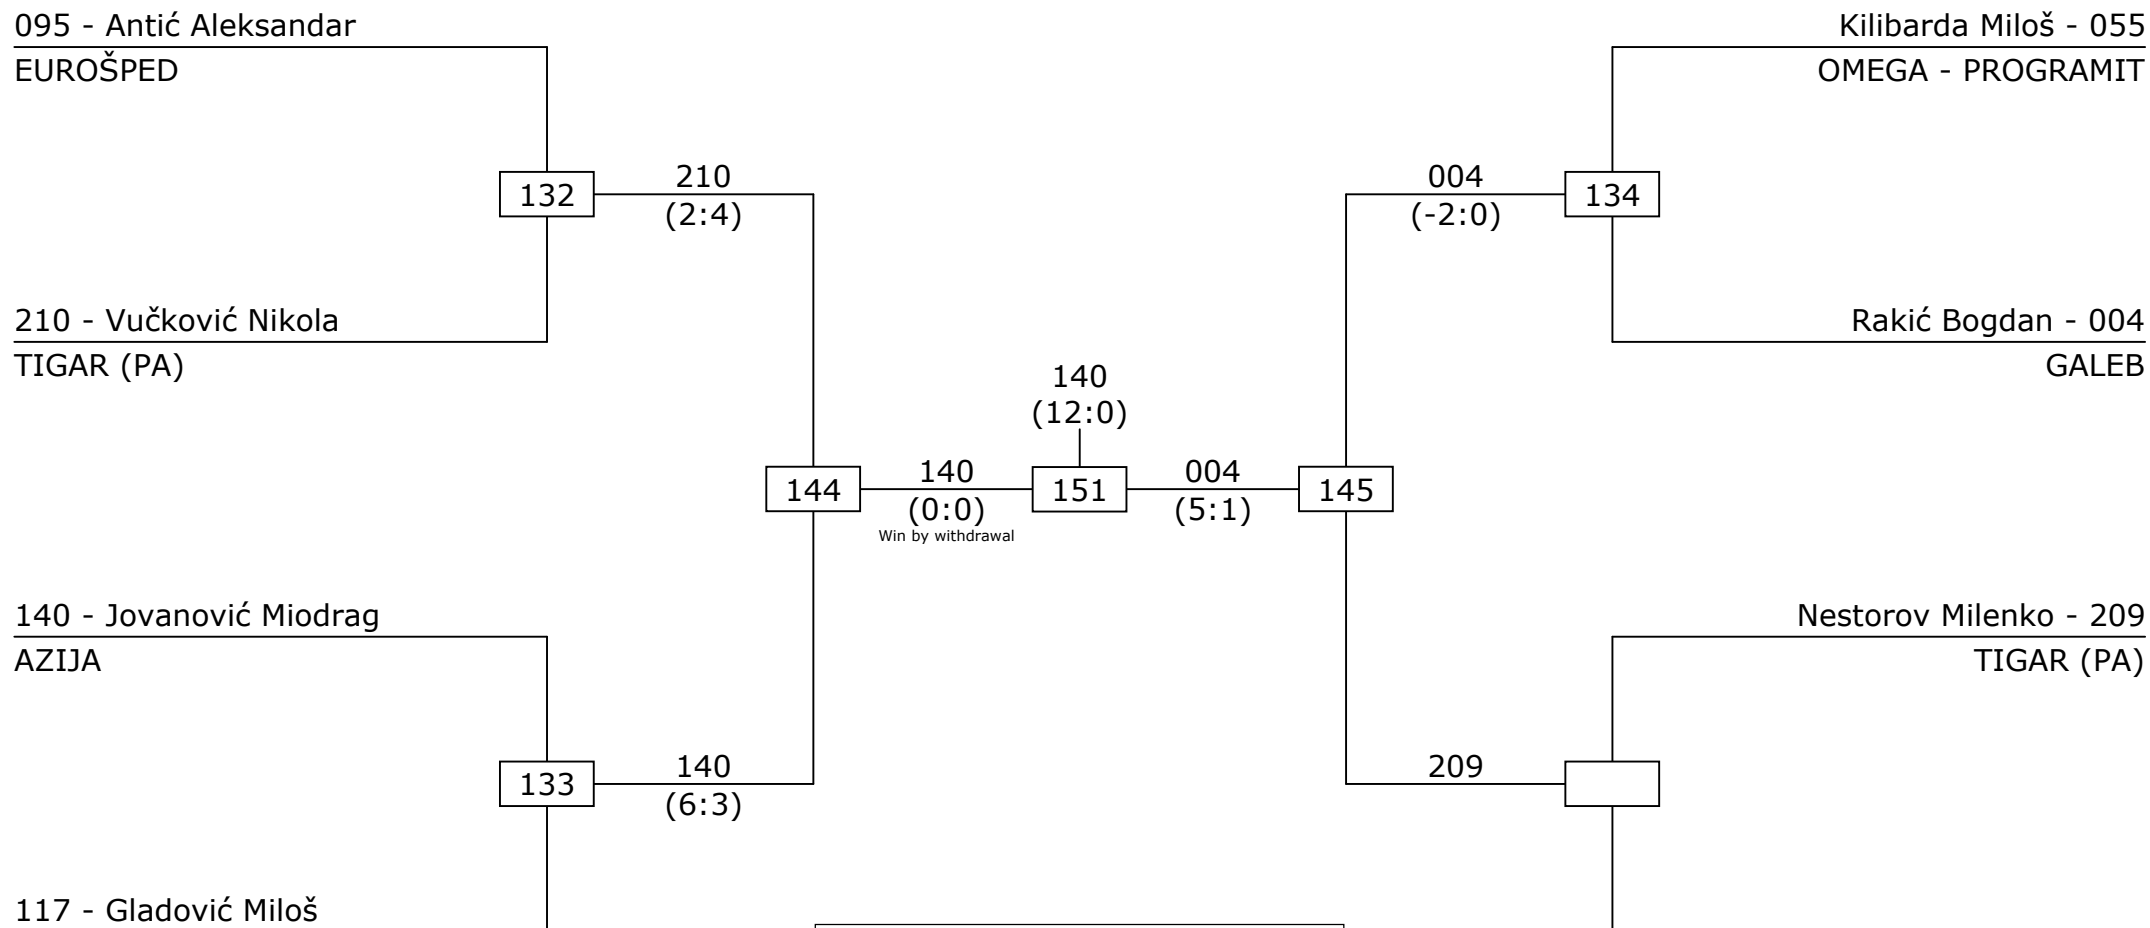 095 - Antić Aleksandar
EUROŠPED
Kilibarda Miloš - 055
OMEGA - PROGRAMIT
132
210
(2:4)
004
(-2:0)
134
210 - Vučković Nikola
TIGAR (PA)
Rakić Bogdan - 004
GALEB
140
(12:0)
144
140
(0:0)
Win by withdrawal
151
004
(5:1)
145
140 - Jovanović Miodrag
AZIJA
Nestorov Milenko - 209
TIGAR (PA)
133
140
(6:3)
209
117 - Gladović Miloš